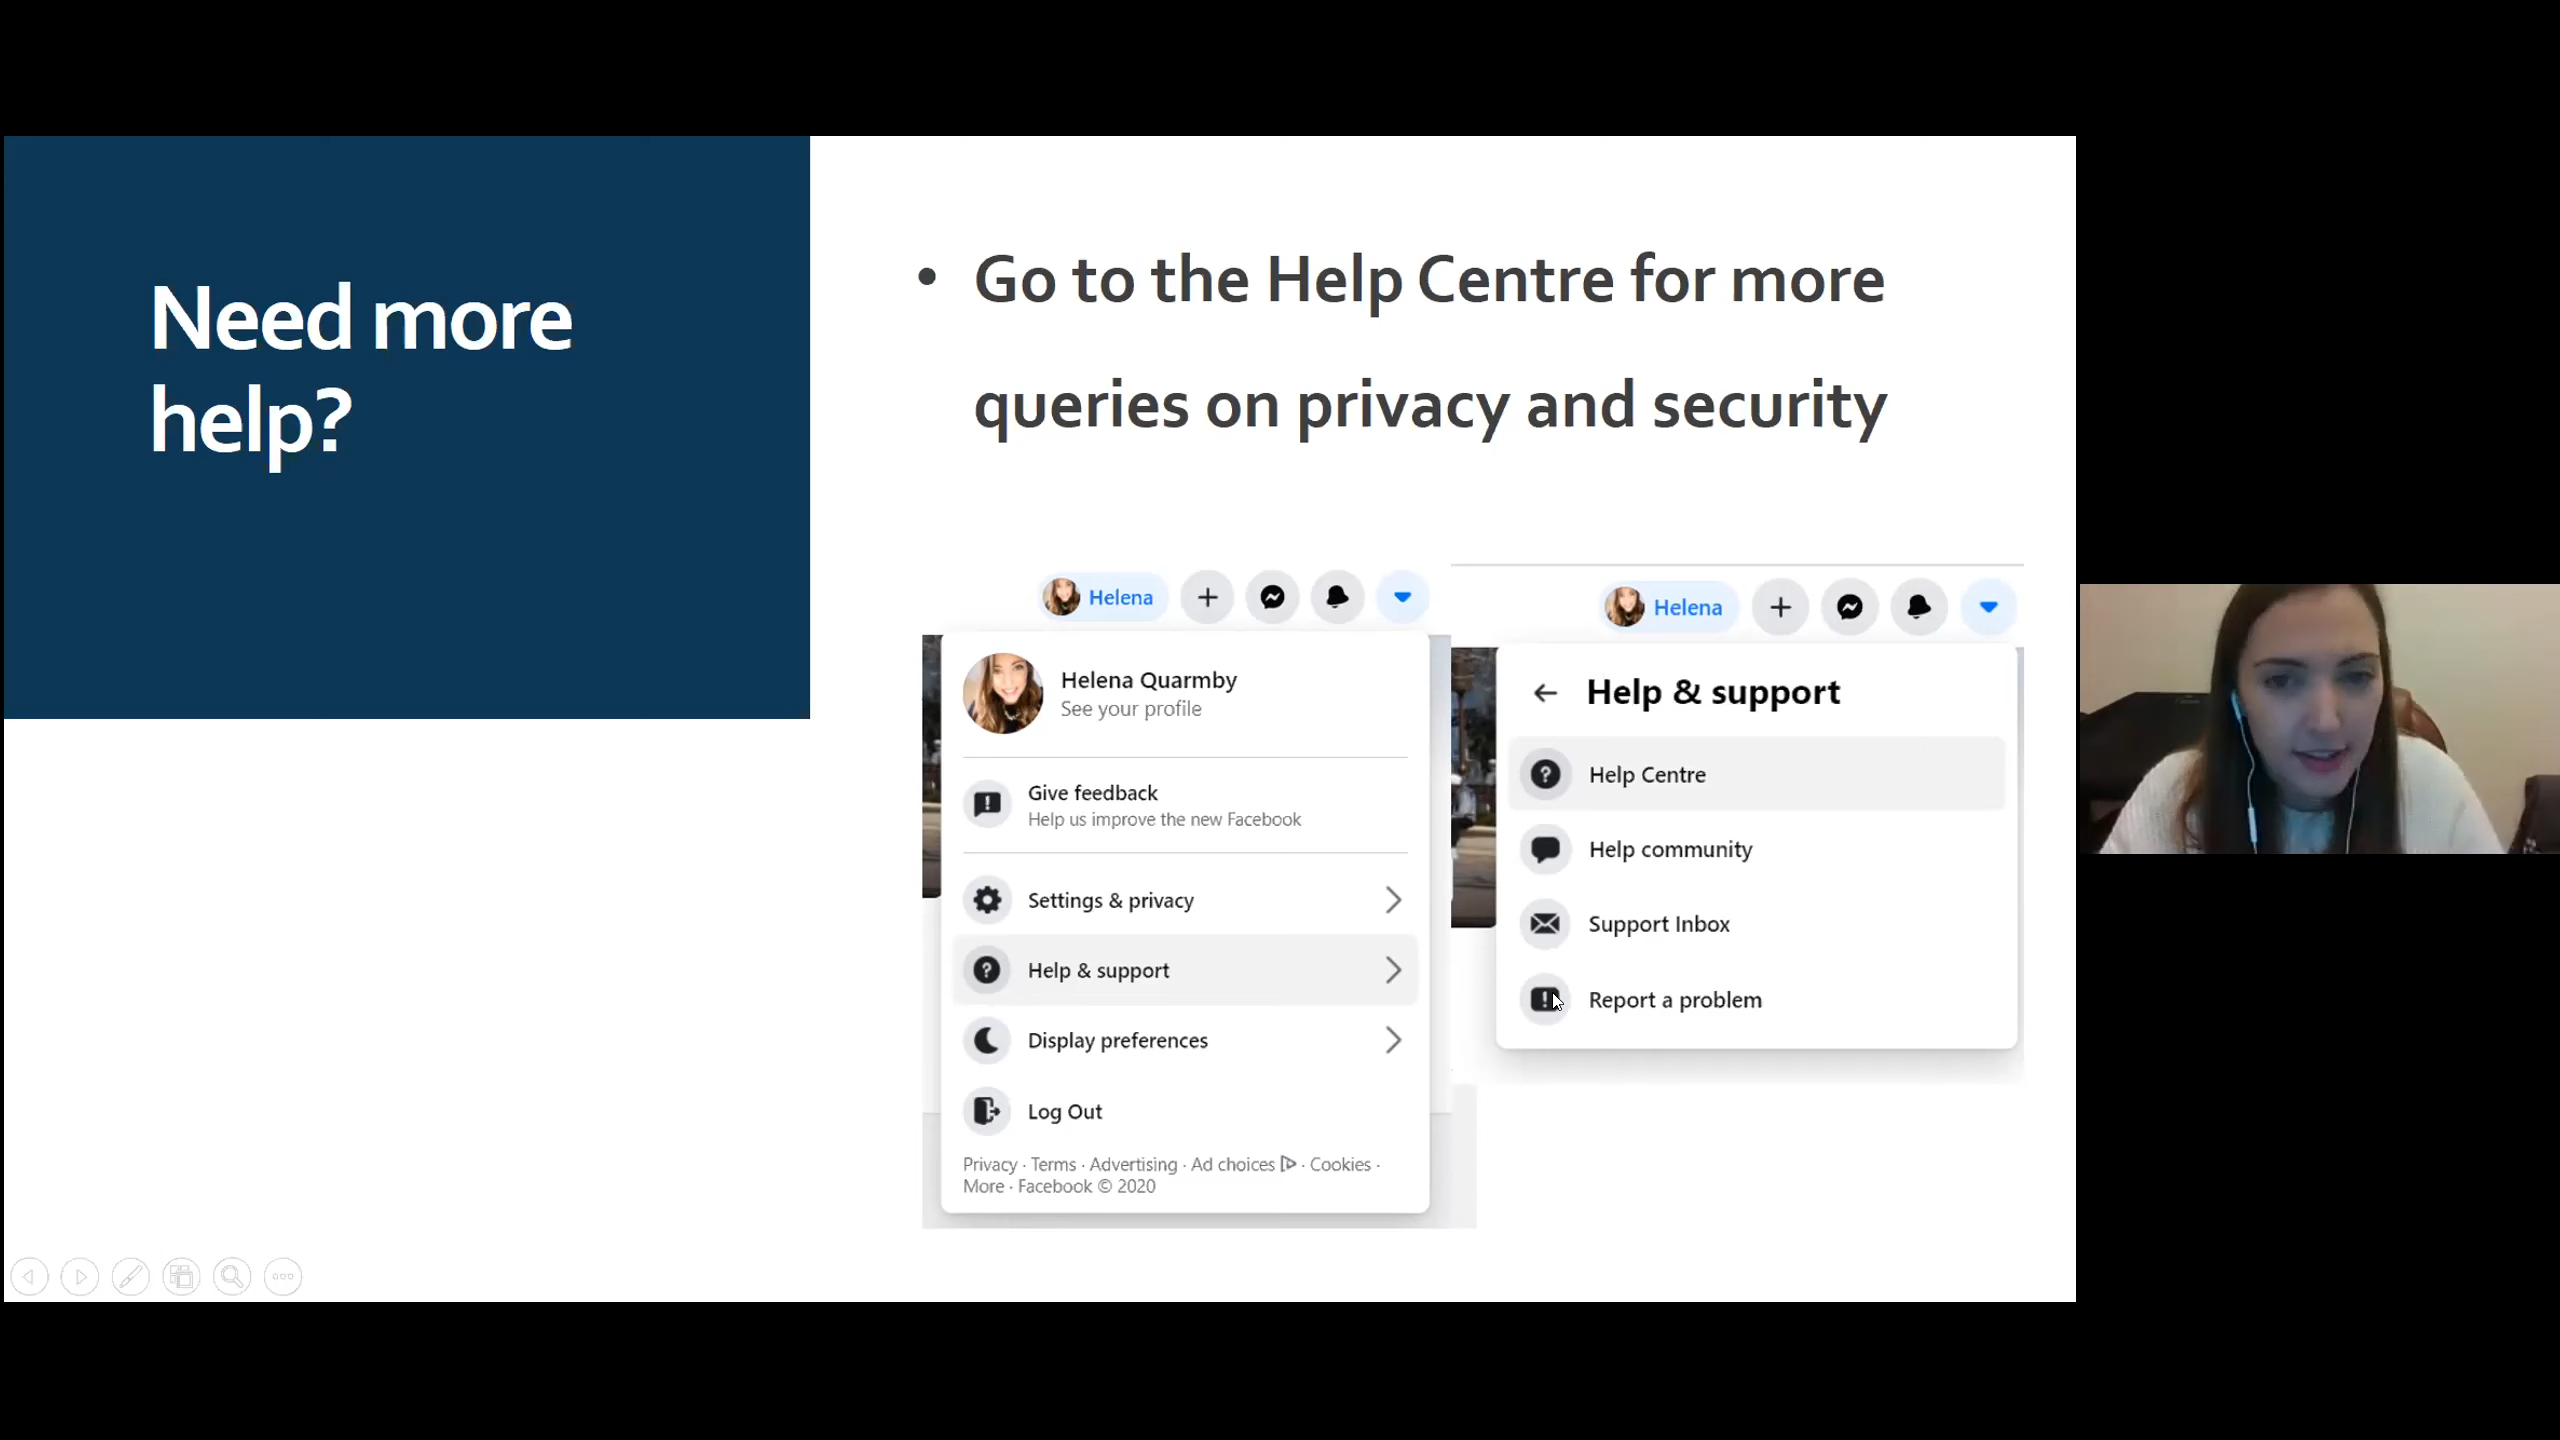 Need more
help?
• Go to the Help Centre for more
queries on privacy and security
Helena
Helena Quarmby
See your profile
Give feedback
Help us improve the new Facebook
Settings & privacy
Help & support
Display preferences
Log Out
Privacy · Terms · Advertising · Ad choices · Cookies ·
More · Facebook © 2020
Helena
Help & support
Help Centre
Help community
Support Inbox
Report a problem